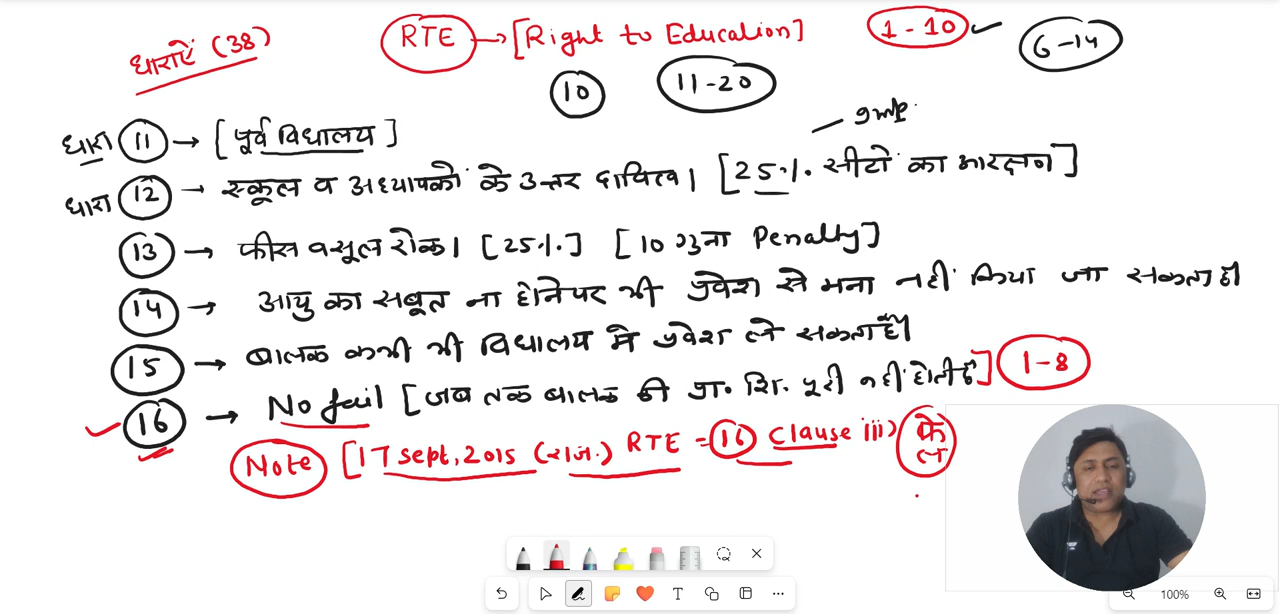 धाराऐं (38) RTE → [Right to Education] 1-10 6-14
10 11-20
धारा 11 → [पूर्व विधालय]
Imp.
धारा 12 → स्कूल व अध्यापको के उत्तर दायित्व। [25%. सीटो का आरक्षण]
13 → फीस वसूल रोक। [25%.] [10 गुना Penalty]
14 → आयु का सबूत ना होने पर भी प्रवेश से मना नही किया जा सकता है।
15 → बालक कभी भी विधालय मे प्रवेश ले सकता है।
16 → No fail [जब तक बालक की प्रा. शि. पूरी नही होती है] 1-8
Note [17 Sept, 2015 (राज.) RTE = 16 Clause iii) फेल
100%